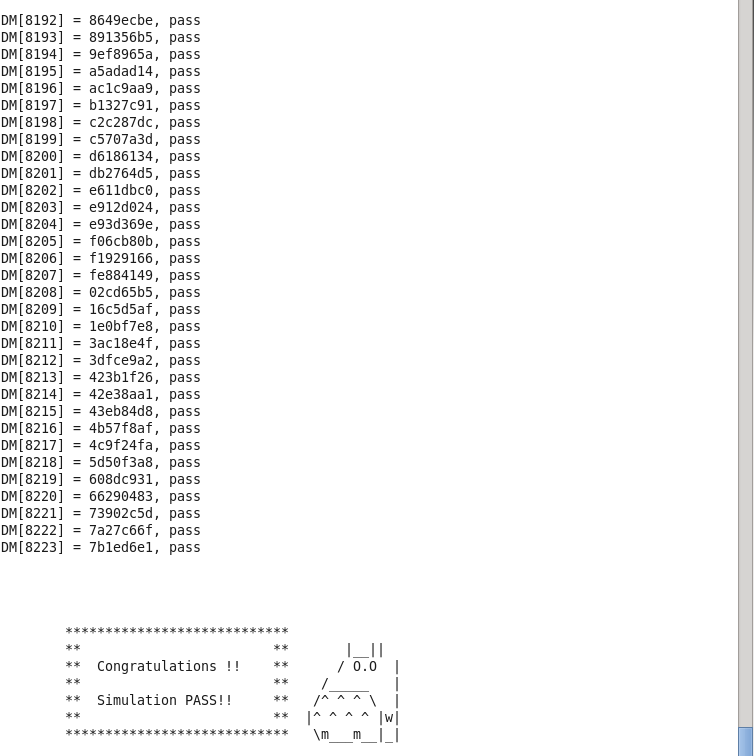 DM[8192] = 8649ecbe, pass
DM[8193] = 891356b5, pass
DM[8194] = 9ef8965a, pass
DM[8195] = a5adad14, pass
DM[8196] = ac1c9aa9, pass
DM[8197] = b1327c91, pass
DM[8198] = c2c287dc, pass
DM[8199] = c5707a3d, pass
DM[8200] = d6186134, pass
DM[8201] = db2764d5, pass
DM[8202] = e611dbc0, pass
DM[8203] = e912d024, pass
DM[8204] = e93d369e, pass
DM[8205] = f06cb80b, pass
DM[8206] = f1929166, pass
DM[8207] = fe884149, pass
DM[8208] = 02cd65b5, pass
DM[8209] = 16c5d5af, pass
DM[8210] = 1e0bf7e8, pass
DM[8211] = 3ac18e4f, pass
DM[8212] = 3dfce9a2, pass
DM[8213] = 423b1f26, pass
DM[8214] = 42e38aa1, pass
DM[8215] = 43eb84d8, pass
DM[8216] = 4b57f8af, pass
DM[8217] = 4c9f24fa, pass
DM[8218] = 5d50f3a8, pass
DM[8219] = 608dc931, pass
DM[8220] = 66290483, pass
DM[8221] = 73902c5d, pass
DM[8222] = 7a27c66f, pass
DM[8223] = 7b1ed6e1, pass
****************************
**                        **       |__||
**  Congratulations !!    **      / O.O  |
**                        **    /_____   |
**  Simulation PASS!!     **   /^ ^ ^ \  |
**                        **  |^ ^ ^ ^ |w|
****************************   \m___m__|_|